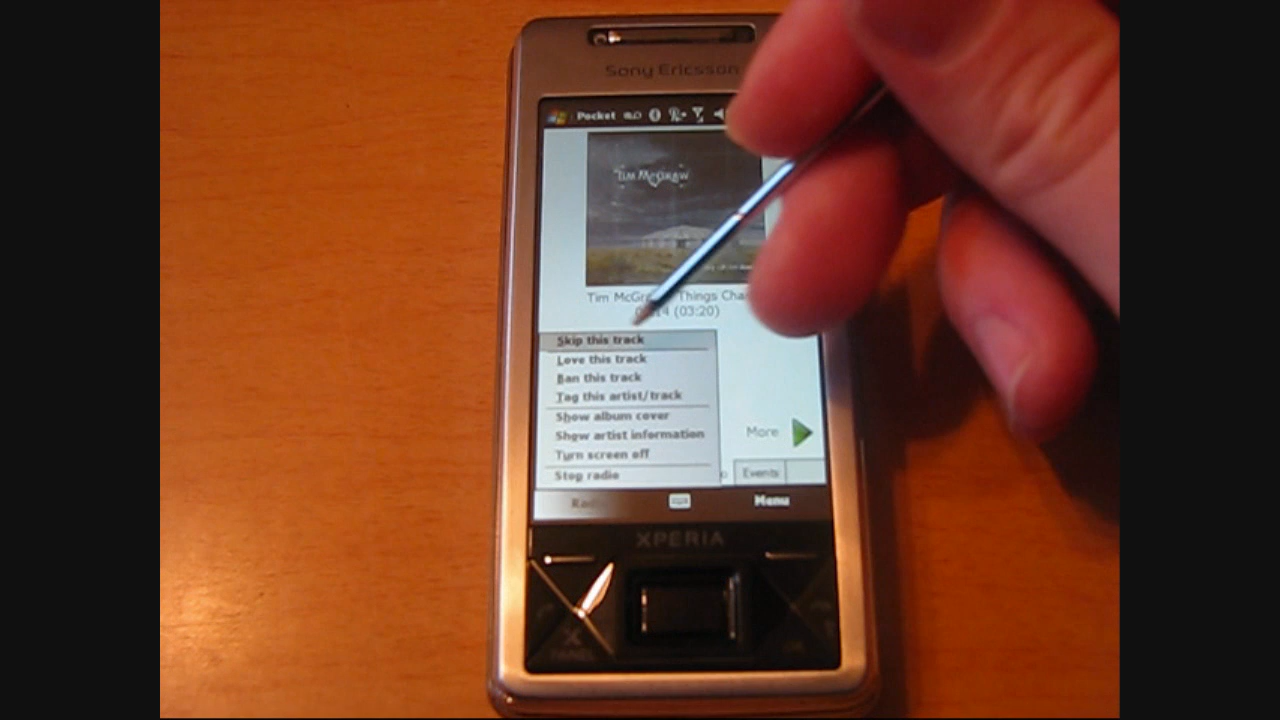 Sony Ericsson
Pocket
Tim McGraw
Tim McGr Things Cha
(03:20)
Skip this track
Love this track
Ban this track
Tag this artist/track
Show album cover
Show artist information
Turn screen off
Stop radio
More
Events
Menu
XPERIA